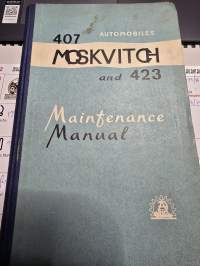 AUTOMOBILES
407
MOSKVITCH
and 423
Maintenance
Manual